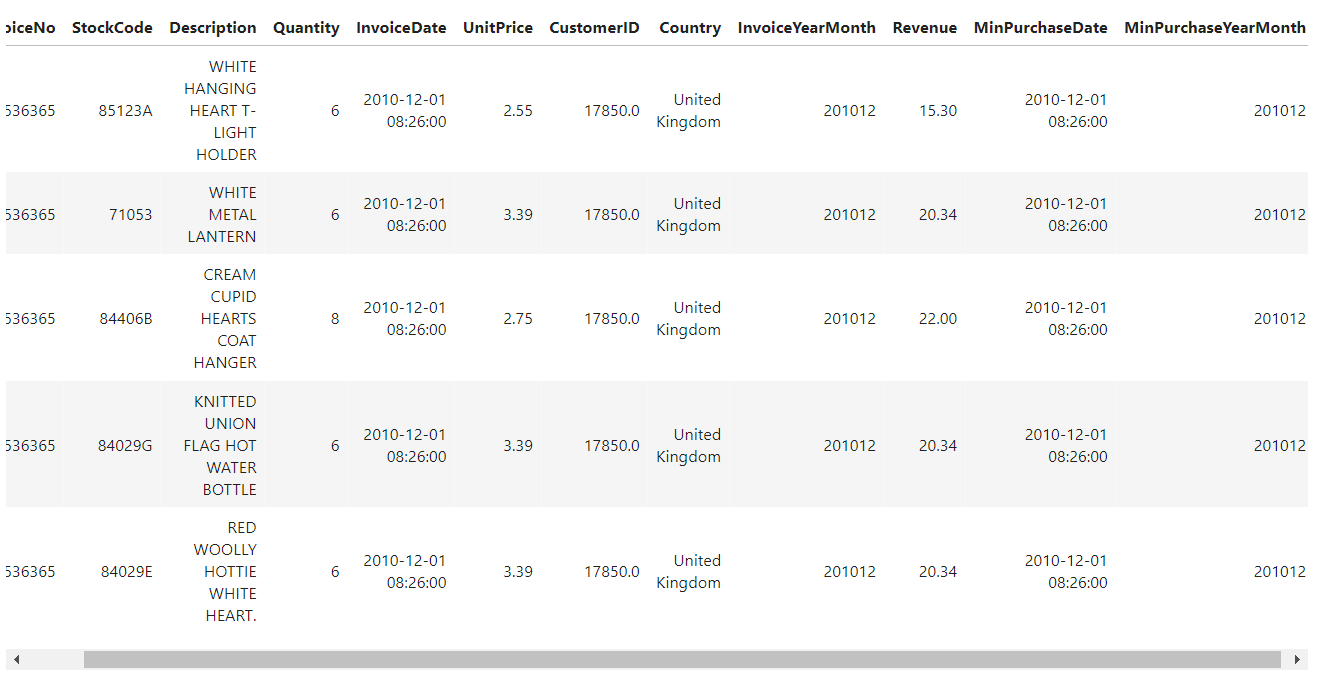 oiceNo StockCode Description Quantity InvoiceDate UnitPrice CustomerID Country InvoiceYearMonth Revenue MinPurchaseDate MinPurchaseYearMonth
536365 85123A WHITE HANGING HEART T-LIGHT HOLDER 6 2010-12-01 08:26:00 2.55 17850.0 United Kingdom 201012 15.30 2010-12-01 08:26:00 201012
536365 71053 WHITE METAL LANTERN 6 2010-12-01 08:26:00 3.39 17850.0 United Kingdom 201012 20.34 2010-12-01 08:26:00 201012
536365 84406B CREAM CUPID HEARTS COAT HANGER 8 2010-12-01 08:26:00 2.75 17850.0 United Kingdom 201012 22.00 2010-12-01 08:26:00 201012
536365 84029G KNITTED UNION FLAG HOT WATER BOTTLE 6 2010-12-01 08:26:00 3.39 17850.0 United Kingdom 201012 20.34 2010-12-01 08:26:00 201012
536365 84029E RED WOOLLY HOTTIE WHITE HEART. 6 2010-12-01 08:26:00 3.39 17850.0 United Kingdom 201012 20.34 2010-12-01 08:26:00 201012